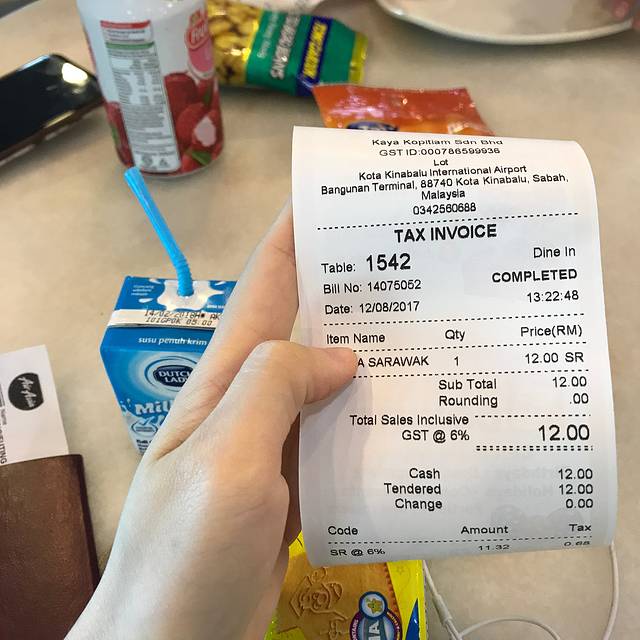 Kaya Kopitiam Sdn Bhd
GST ID:000786599936
Lot
Kota Kinabalu International Airport
Bangunan Terminal, 88740 Kota Kinabalu, Sabah,
Malaysia
0342560688
TAX INVOICE
Table: 1542 Dine In
Bill No: 14075052 COMPLETED
Date: 12/08/2017 13:22:48
Item Name Qty Price(RM)
A SARAWAK 1 12.00 SR
Sub Total 12.00
Rounding .00
Total Sales Inclusive
GST @ 6% 12.00
Cash 12.00
Tendered 12.00
Change 0.00
Code Amount Tax
SR @ 6% 11.32 0.68
susu penuh krim
DUTCH
LADY
Milk
AirAsia